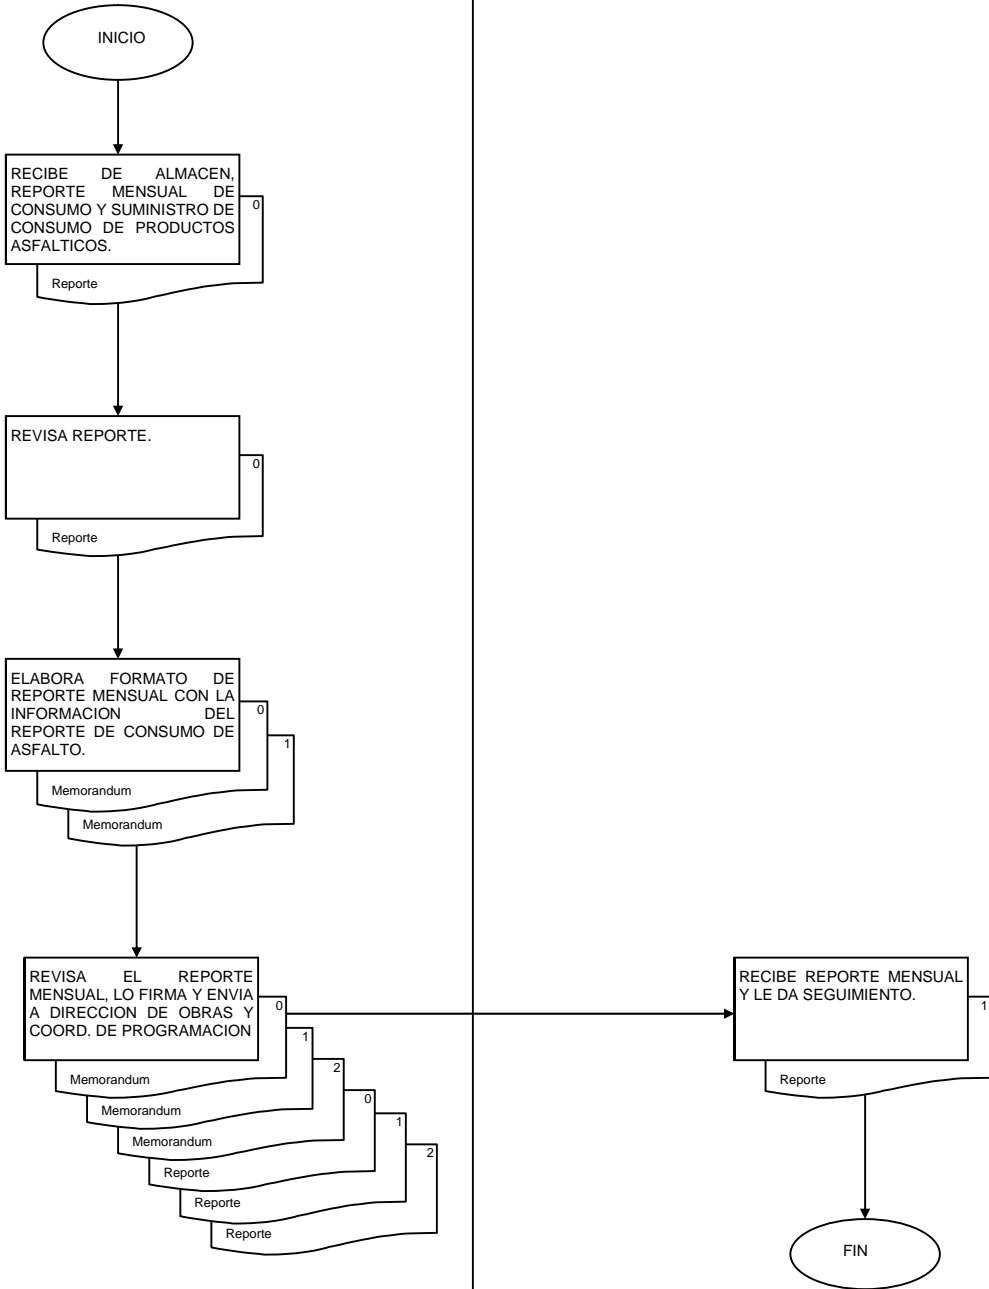 INICIO
RECIBE DE ALMACEN,
REPORTE MENSUAL DE
CONSUMO Y SUMINISTRO DE
CONSUMO DE PRODUCTOS
ASFALTICOS.
0
Reporte
REVISA REPORTE.
0
Reporte
ELABORA FORMATO DE
REPORTE MENSUAL CON LA
INFORMACION DEL
REPORTE DE CONSUMO DE
ASFALTO.
0
1
Memorandum
Memorandum
REVISA EL REPORTE
MENSUAL, LO FIRMA Y ENVIA
A DIRECCION DE OBRAS Y
COORD. DE PROGRAMACION
0
1
2
0
1
2
Memorandum
Memorandum
Memorandum
Reporte
Reporte
Reporte
RECIBE REPORTE MENSUAL
Y LE DA SEGUIMIENTO.
1
Reporte
FIN